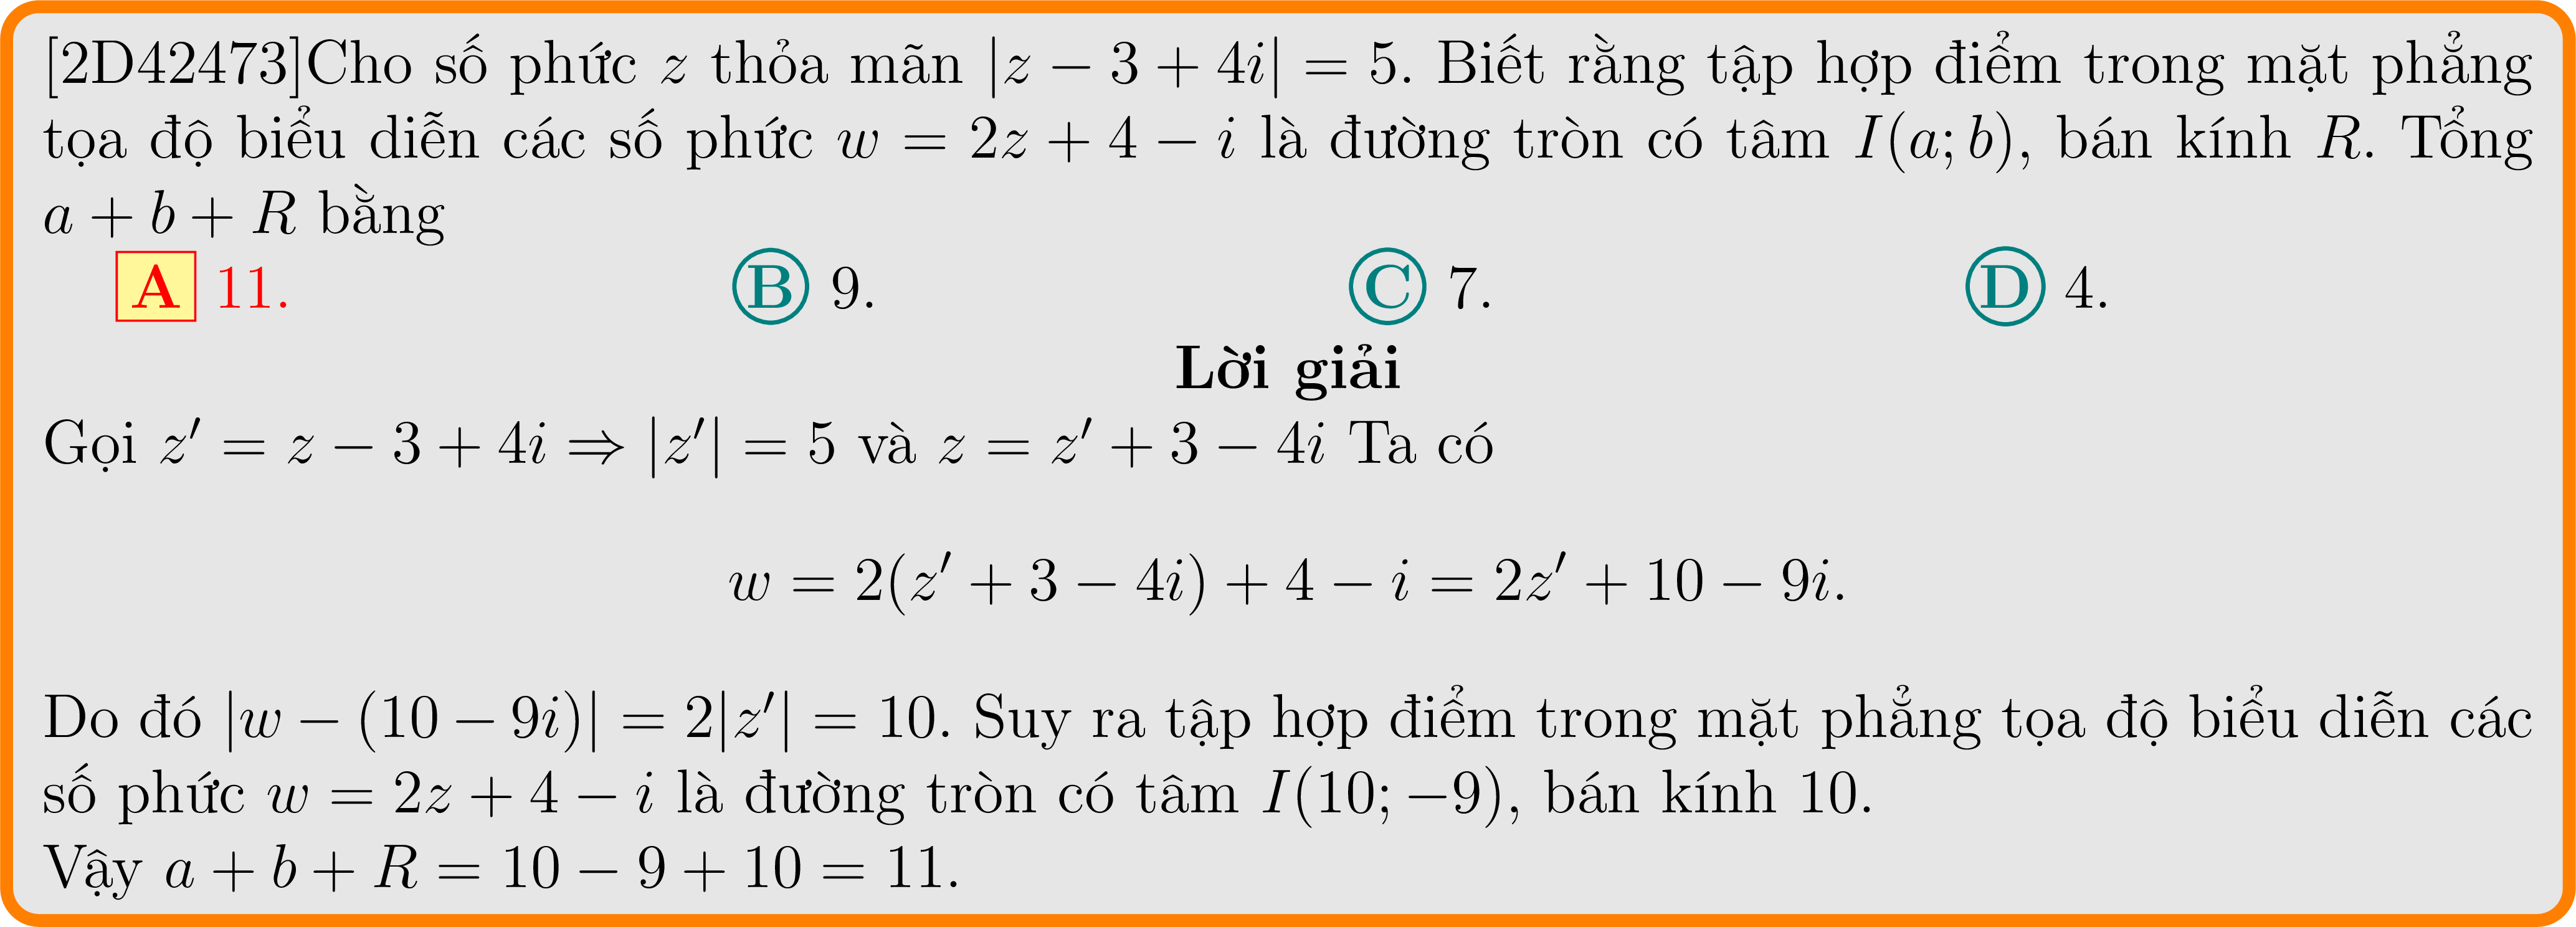 [2D42473]Cho số phức z thỏa mãn |z − 3 + 4i| = 5. Biết rằng tập hợp điểm trong mặt phẳng
tọa độ biểu diễn các số phức w = 2z + 4 − i là đường tròn có tâm I(a; b), bán kính R. Tổng
a + b + R bằng
A 11. B 9. C 7. D 4.
Lời giải
Gọi z′ = z − 3 + 4i ⇒ |z′| = 5 và z = z′ + 3 − 4i Ta có
w = 2(z′ + 3 − 4i) + 4 − i = 2z′ + 10 − 9i.
Do đó |w − (10 − 9i)| = 2|z′| = 10. Suy ra tập hợp điểm trong mặt phẳng tọa độ biểu diễn các
số phức w = 2z + 4 − i là đường tròn có tâm I(10; −9), bán kính 10.
Vậy a + b + R = 10 − 9 + 10 = 11.